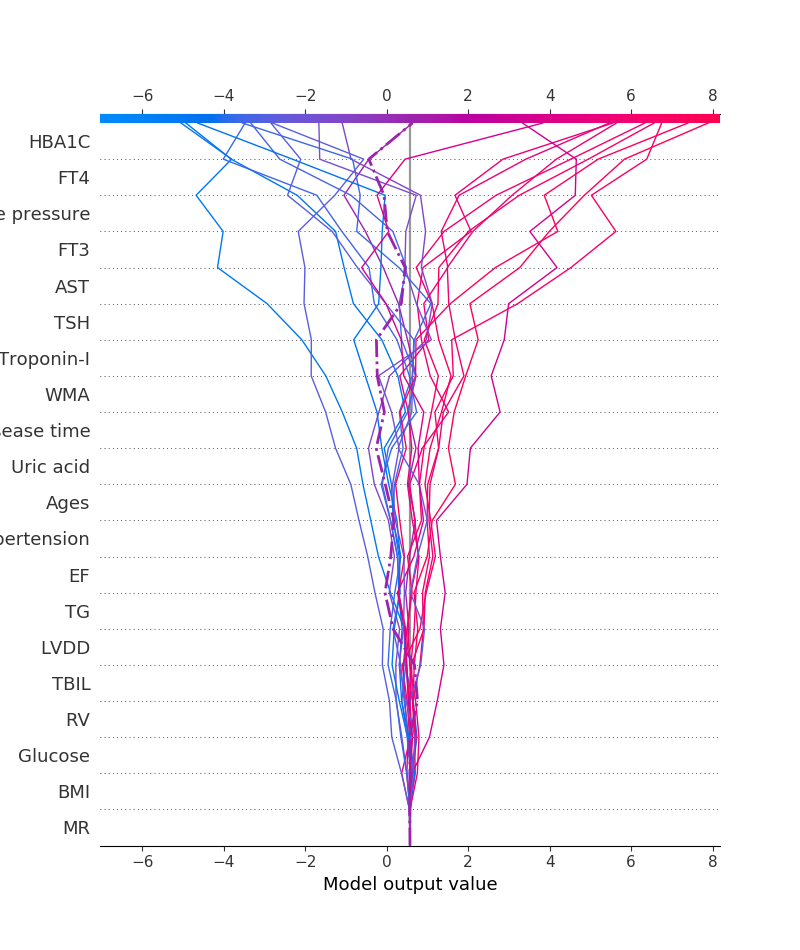 −6 −4 −2 0 2 4 6 8
HBA1C
FT4
e pressure
FT3
AST
TSH
Troponin-I
WMA
sease time
Uric acid
Ages
pertension
EF
TG
LVDD
TBIL
RV
Glucose
BMI
MR
−6 −4 −2 0 2 4 6 8
Model output value